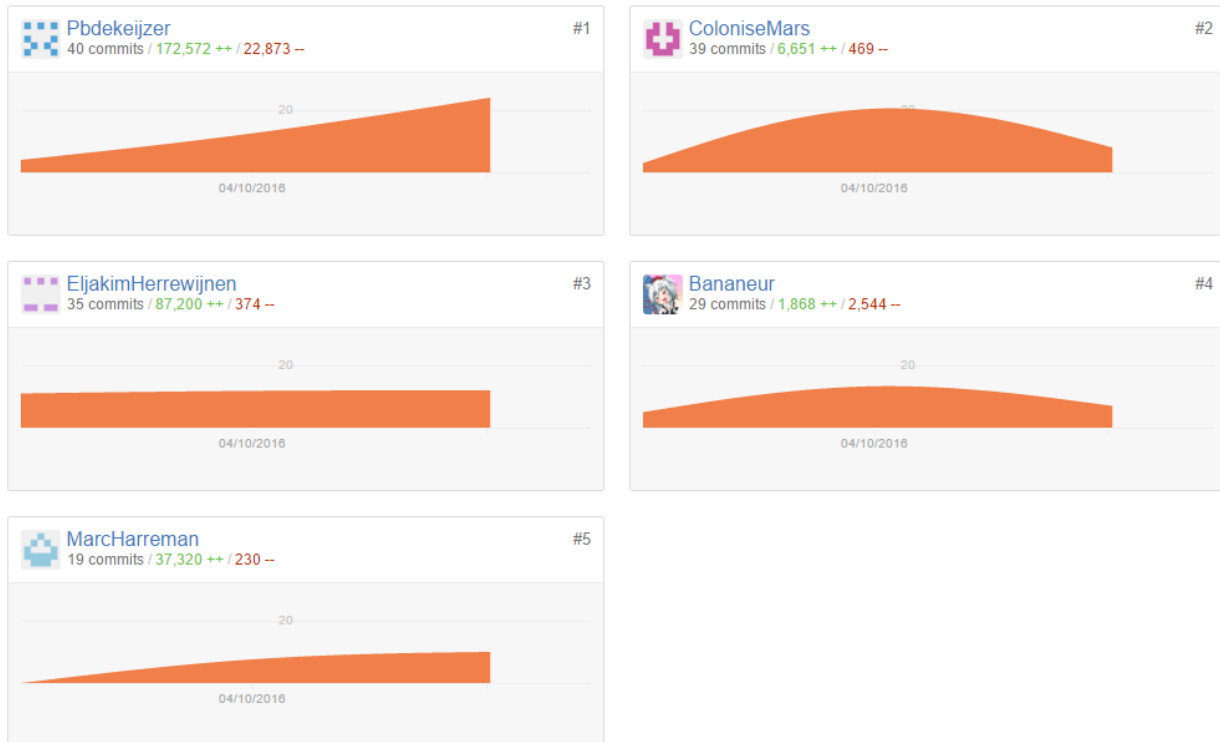 Pbdekeijzer #1
40 commits / 172,572 ++ / 22,873 --
20
04/10/2016
ColoniseMars #2
39 commits / 6,651 ++ / 469 --
20
04/10/2016
EljakimHerrewijnen #3
35 commits / 87,200 ++ / 374 --
20
04/10/2016
Bananeur #4
29 commits / 1,868 ++ / 2,544 --
20
04/10/2016
MarcHarreman #5
19 commits / 37,320 ++ / 230 --
20
04/10/2016